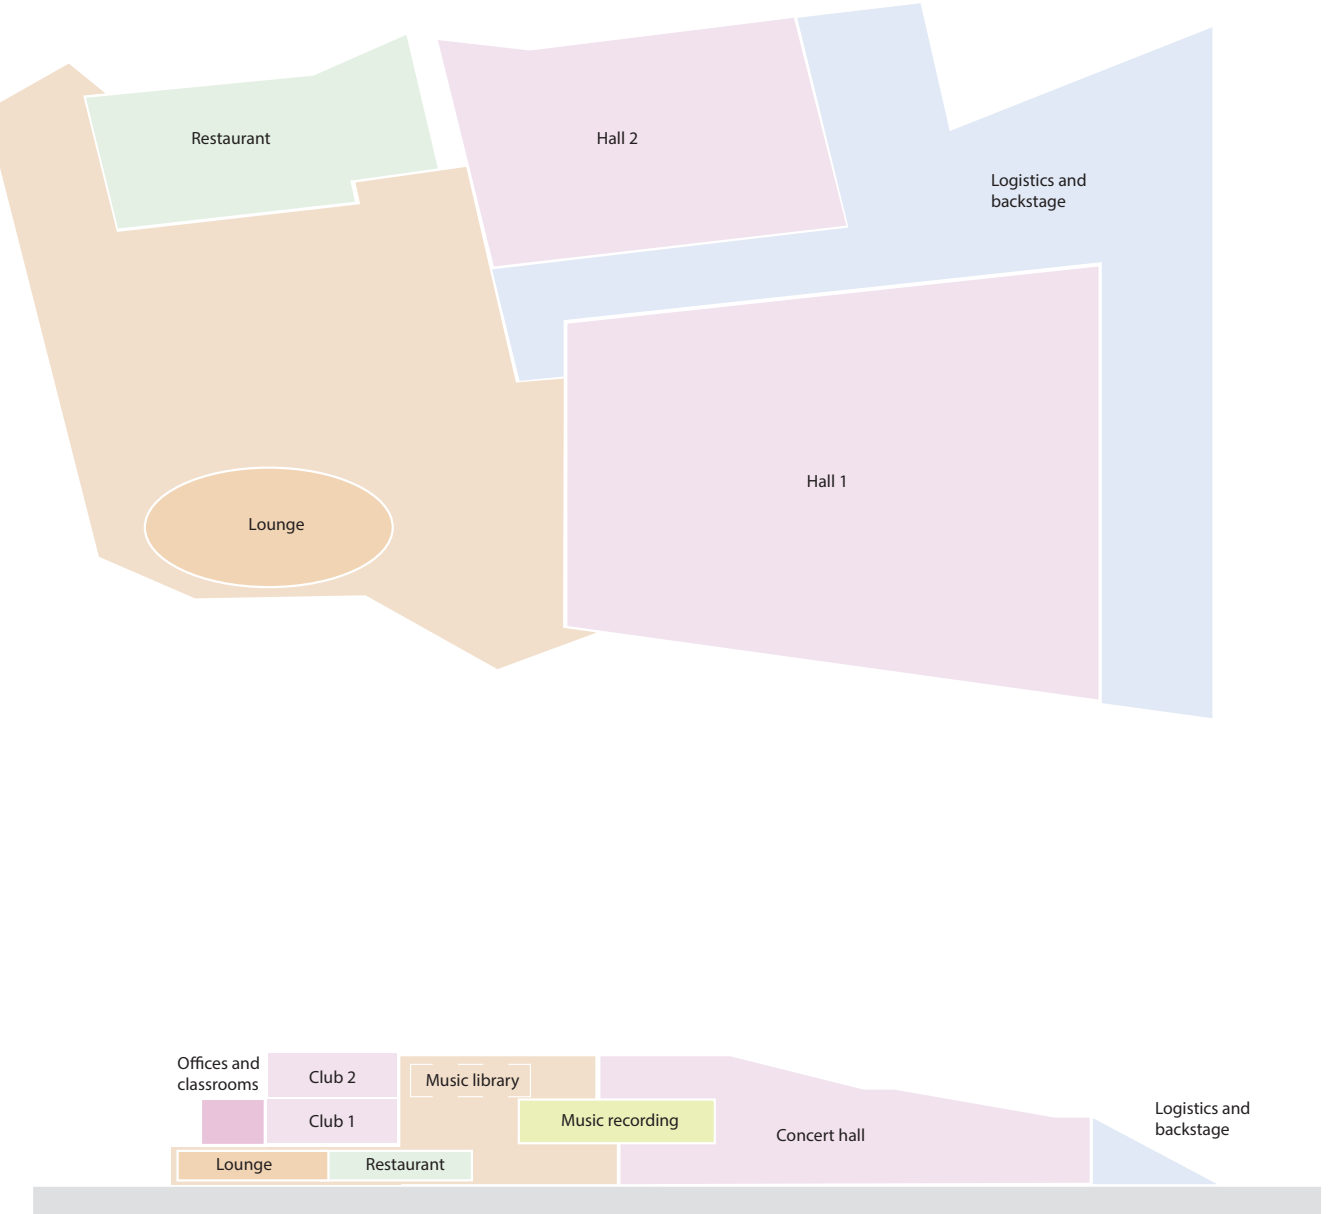 Restaurant
Hall 2
Logistics and
backstage
Hall 1
Lounge
Offices and
classrooms
Club 2
Music library
Club 1
Music recording
Concert hall
Logistics and
backstage
Lounge
Restaurant